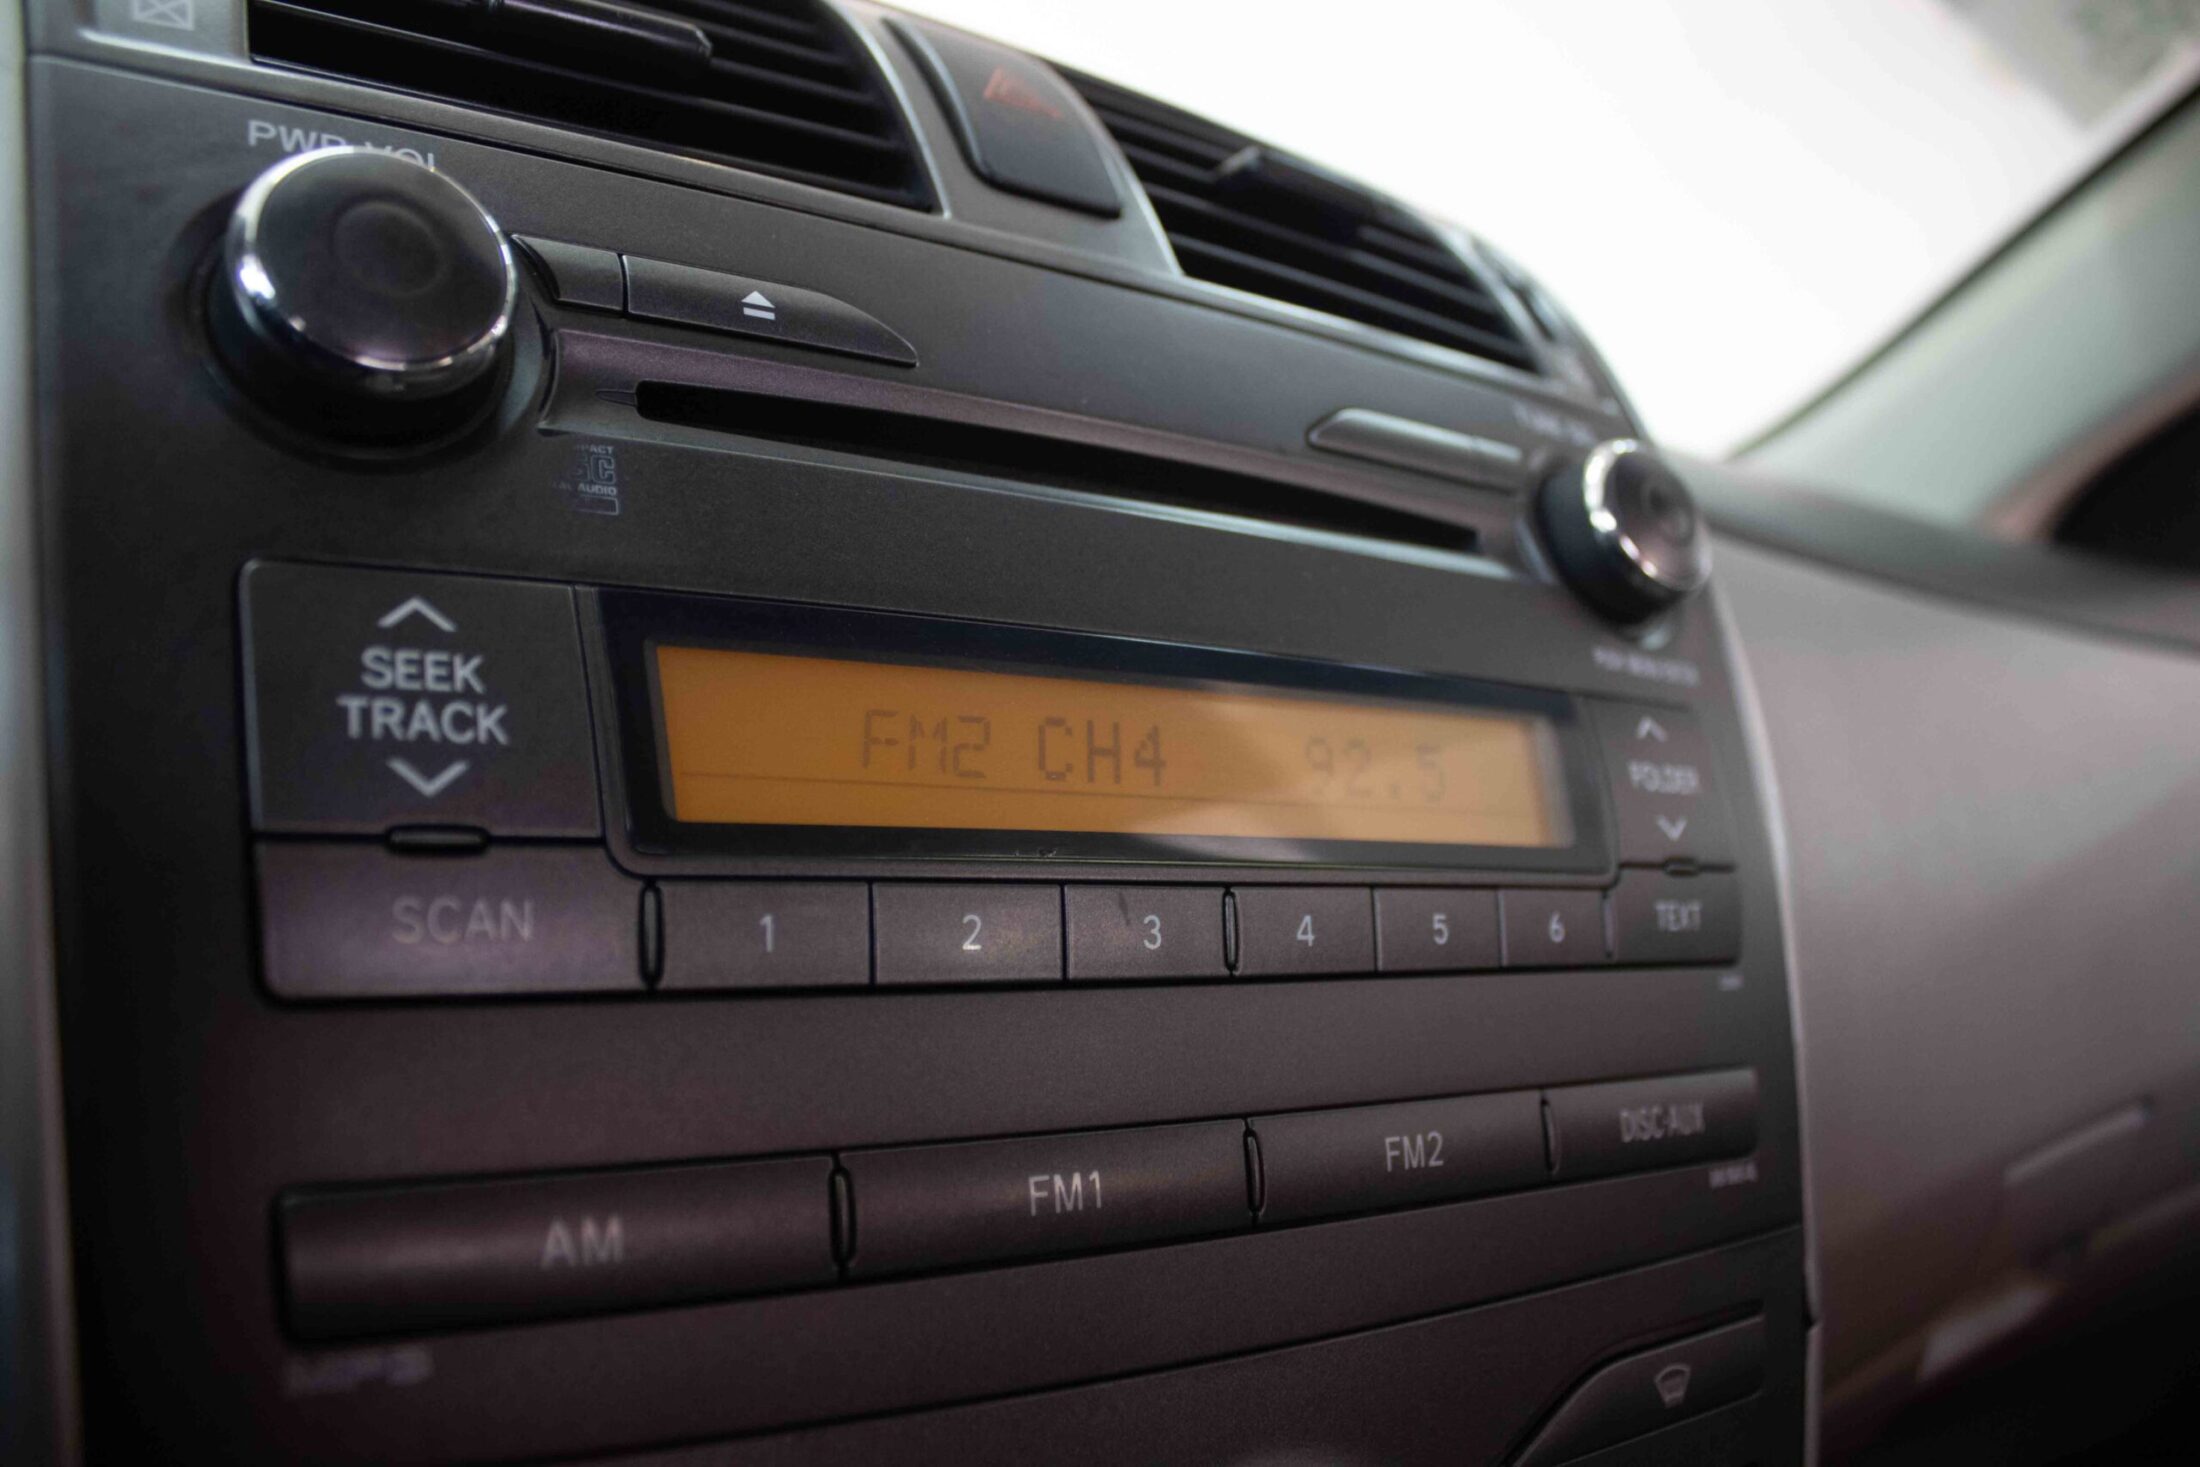 PWR·VOL
SEEK
TRACK
FM2 CH4 92.5
FOLDER
SCAN
1 2 3 4 5 6
TEXT
AM
FM1
FM2
DISC·AUX